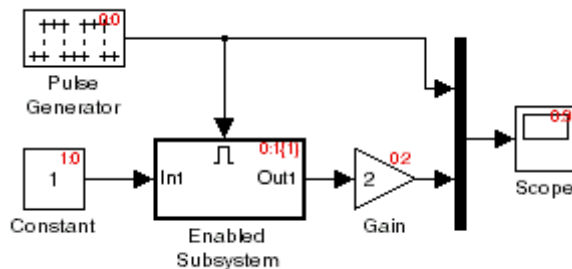 0:0
Pulse
Generator
1:0
1
Constant
0:1{1}
In1
Out1
Enabled
Subsystem
0:2
2
Gain
0:3
Scope